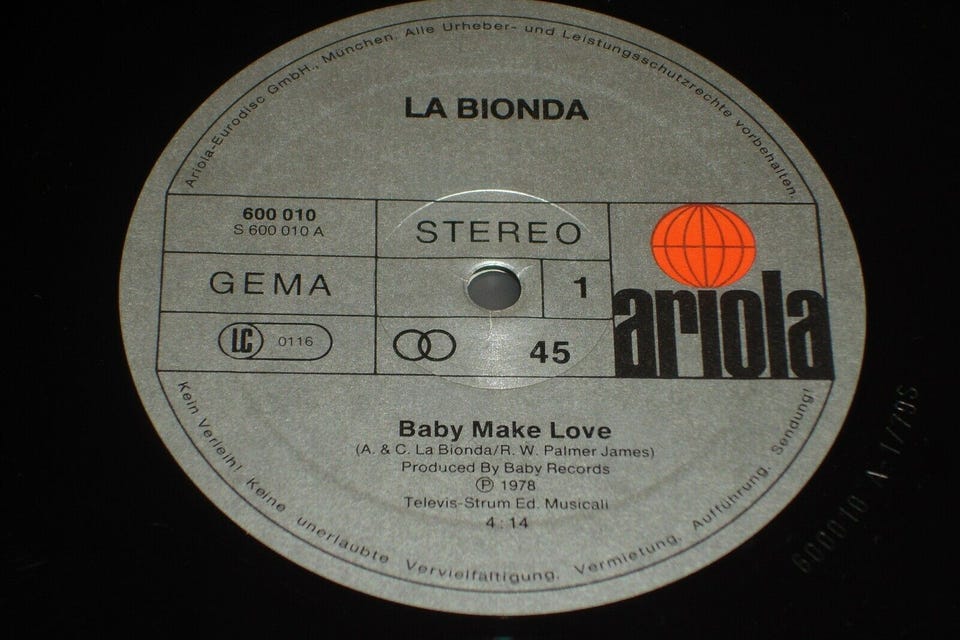 Ariola-Eurodisc GmbH., München. Alle Urheber- und Leistungsschutzrechte vorbehalten.
LA BIONDA
600 010
S 600 010 A
STEREO
GEMA
1
LC 0116
45
ariola
Baby Make Love
(A. & C. La Bionda/R. W. Palmer James)
Produced By Baby Records
Ⓟ 1978
Televis-Strum Ed. Musicali
4:14
Kein Verleih! Keine unerlaubte Vervielfältigung. Vermietung. Aufführung. Sendung!